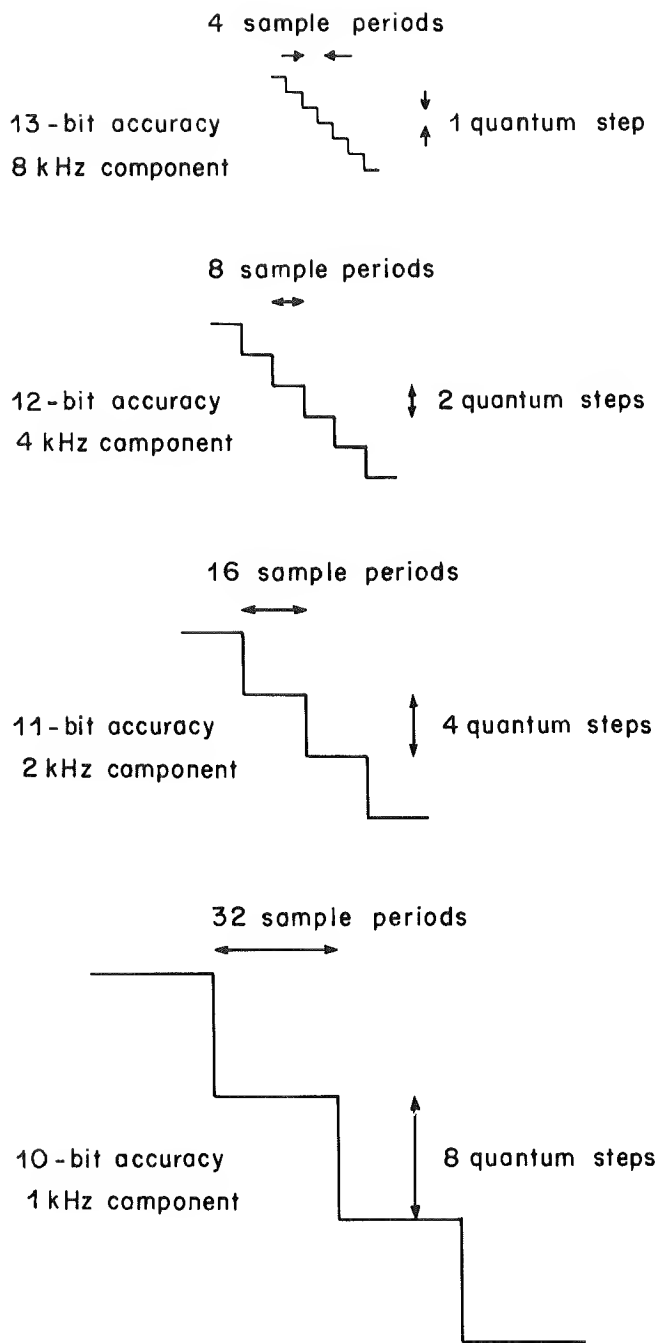 4 sample periods
13-bit accuracy
8 kHz component
1 quantum step
8 sample periods
12-bit accuracy
4 kHz component
2 quantum steps
16 sample periods
11-bit accuracy
2 kHz component
4 quantum steps
32 sample periods
10-bit accuracy
1 kHz component
8 quantum steps